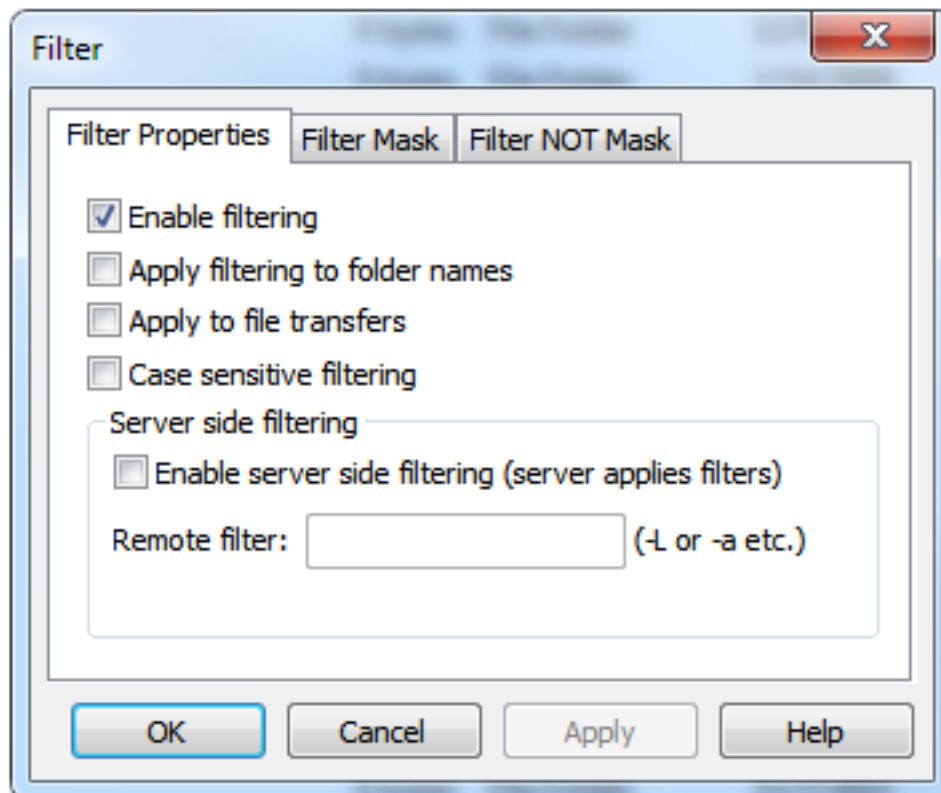 Filter
Filter Properties
Filter Mask
Filter NOT Mask
Enable filtering
Apply filtering to folder names
Apply to file transfers
Case sensitive filtering
Server side filtering
Enable server side filtering (server applies filters)
Remote filter: (-L or -a etc.)
OK
Cancel
Apply
Help